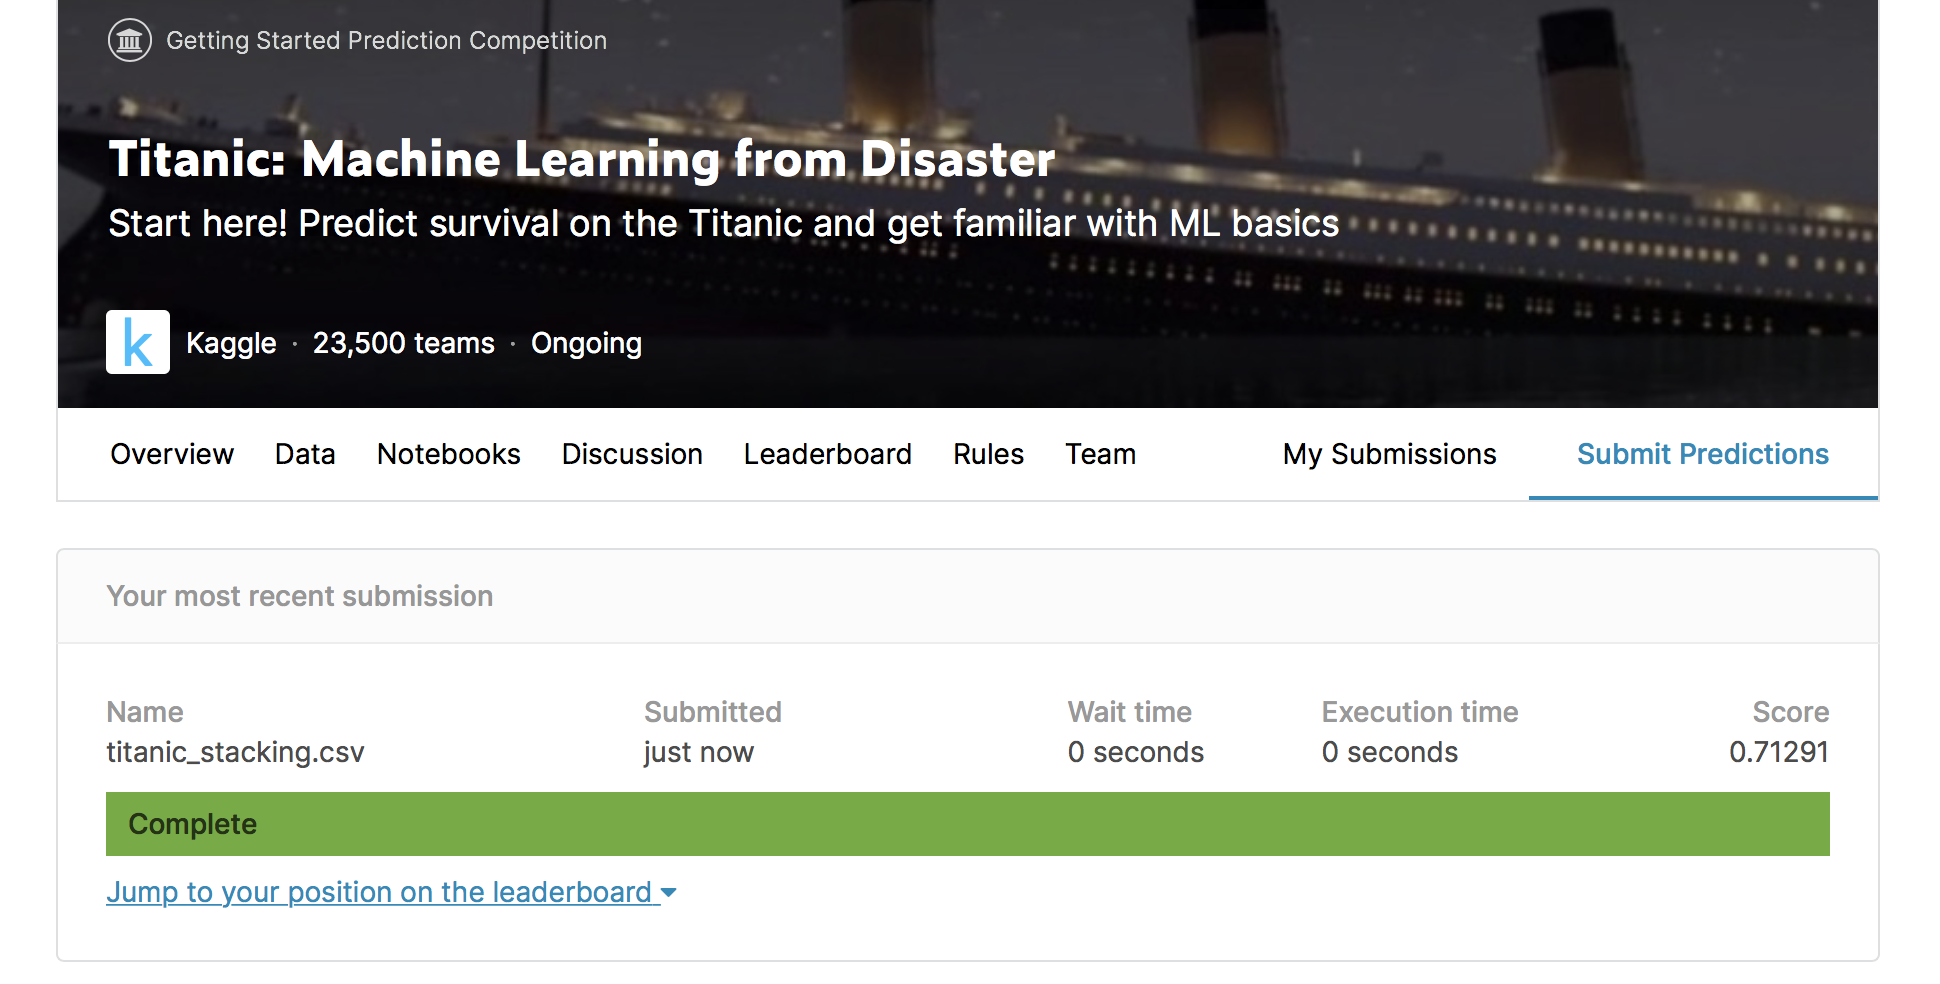 Getting Started Prediction Competition
Titanic: Machine Learning from Disaster
Start here! Predict survival on the Titanic and get familiar with ML basics
k Kaggle · 23,500 teams · Ongoing
Overview Data Notebooks Discussion Leaderboard Rules Team My Submissions Submit Predictions
Your most recent submission
Name Submitted Wait time Execution time Score
titanic_stacking.csv just now 0 seconds 0 seconds 0.71291
Complete
Jump to your position on the leaderboard